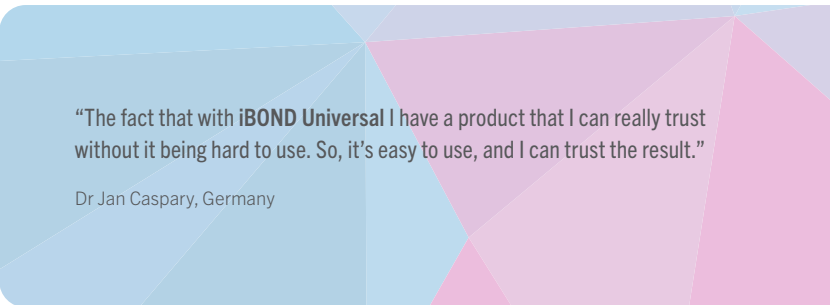 “The fact that with iBOND Universal I have a product that I can really trust
without it being hard to use. So, it’s easy to use, and I can trust the result.”
Dr Jan Caspary, Germany